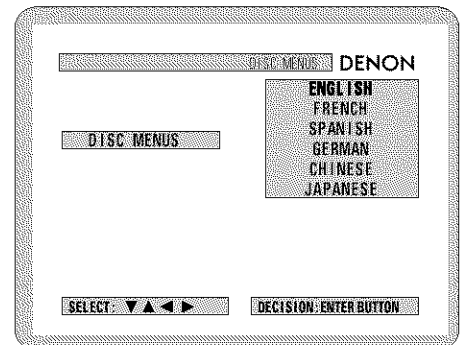 DISC MENUS DENON
ENGLISH
FRENCH
DISC MENUS SPANISH
GERMAN
CHINESE
JAPANESE
SELECT: ▼▲◀▶ DECISION:ENTER BUTTON